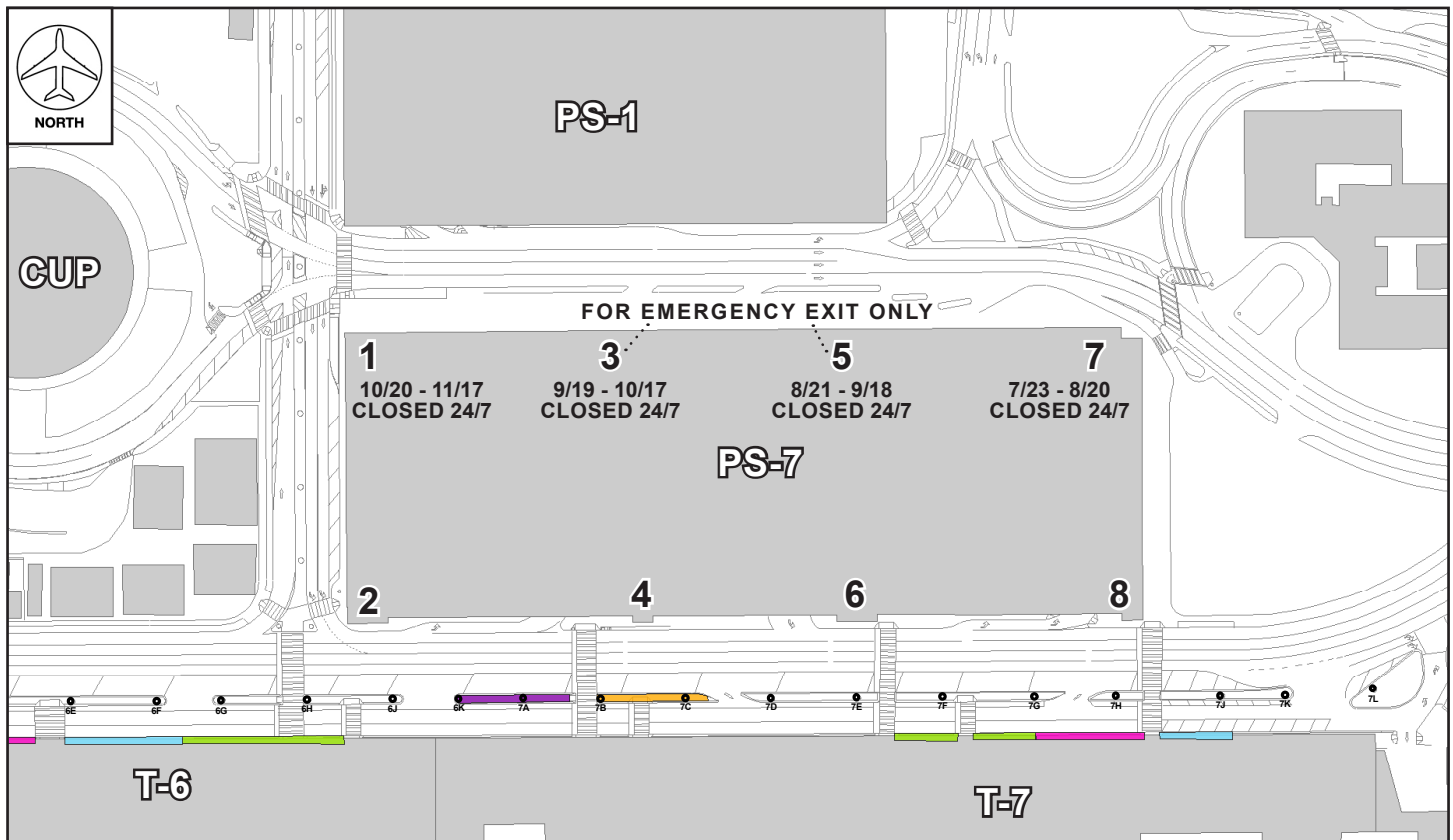 NORTH
PS-1
CUP
FOR EMERGENCY EXIT ONLY
1
3
5
7
10/20 - 11/17
CLOSED 24/7
9/19 - 10/17
CLOSED 24/7
8/21 - 9/18
CLOSED 24/7
7/23 - 8/20
CLOSED 24/7
PS-7
2
4
6
8
6E
6F
6G
6H
6J
6K
7A
7B
7C
7D
7E
7F
7G
7H
7J
7K
7L
T-6
T-7